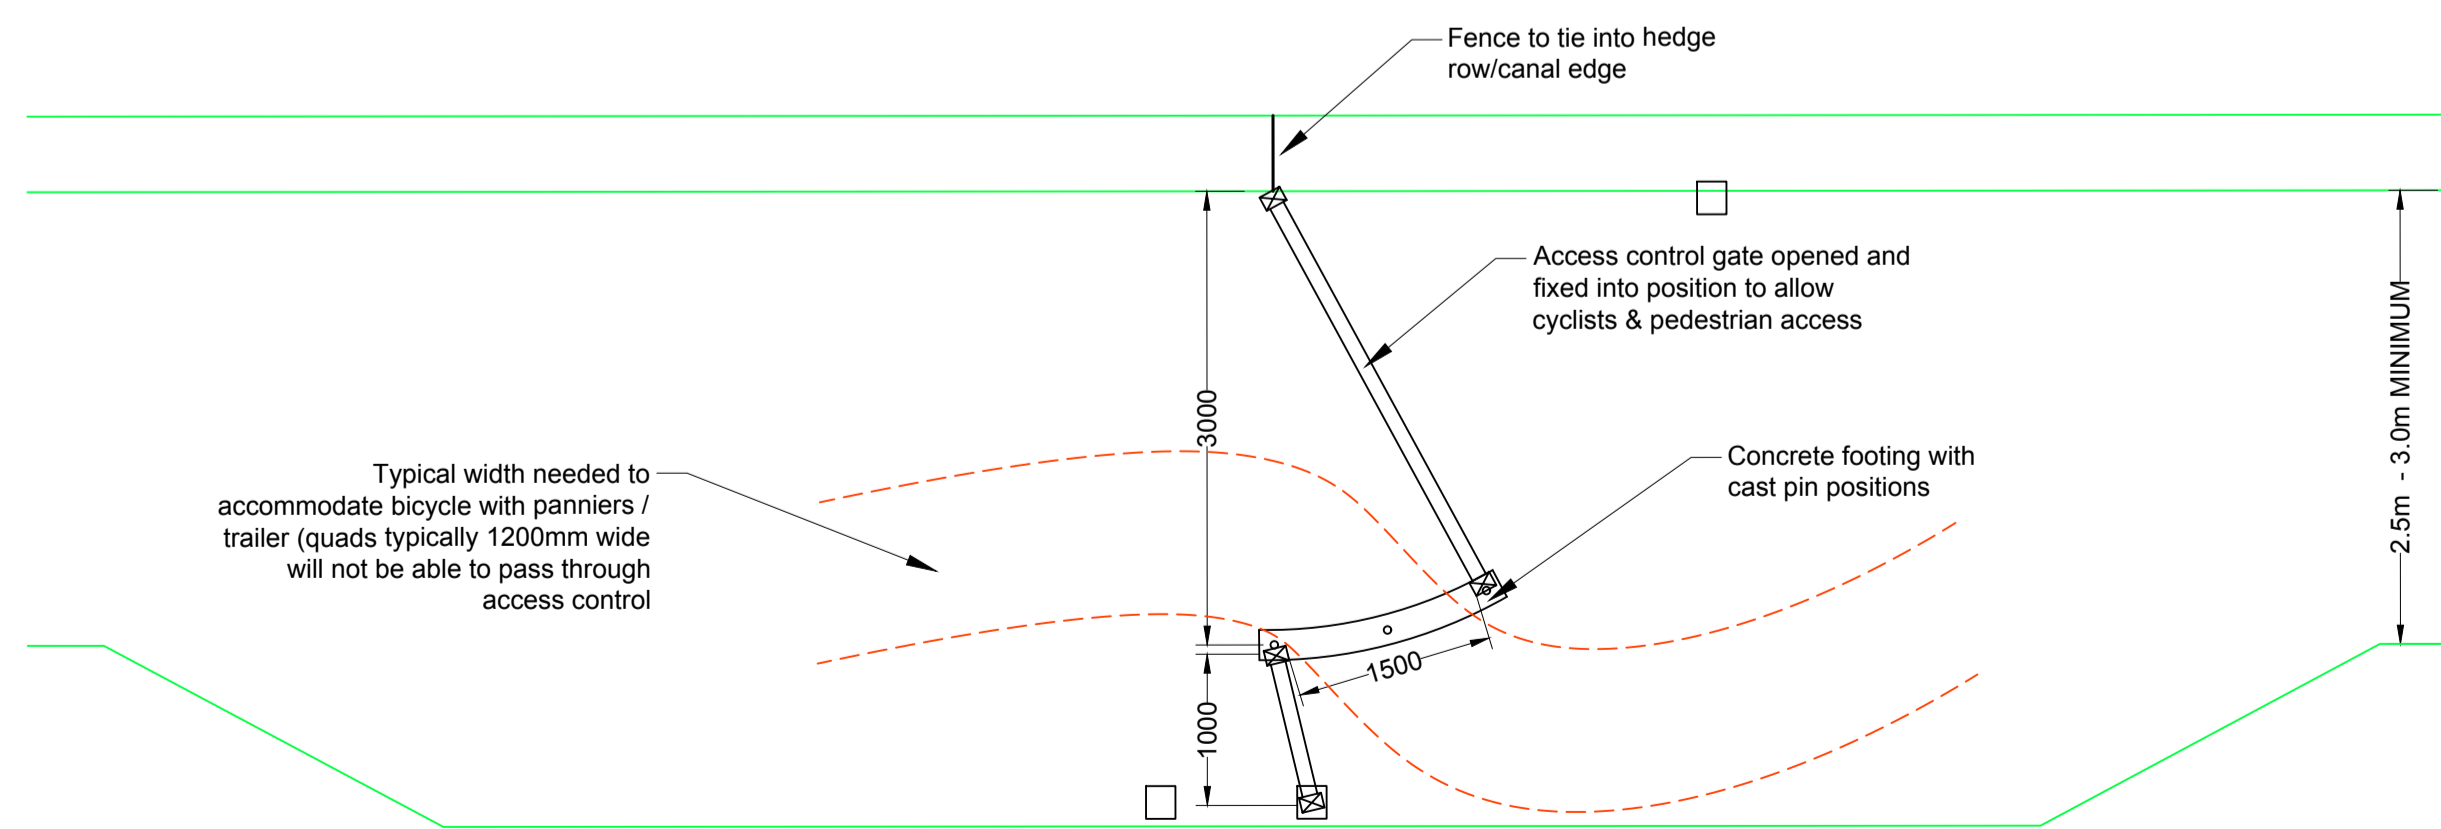 Fence to tie into hedge
row/canal edge
Access control gate opened and
fixed into position to allow
cyclists & pedestrian access
3000
2.5m - 3.0m MINIMUM
Typical width needed to
accommodate bicycle with panniers /
trailer (quads typically 1200mm wide
will not be able to pass through
access control
Concrete footing with
cast pin positions
1500
1000